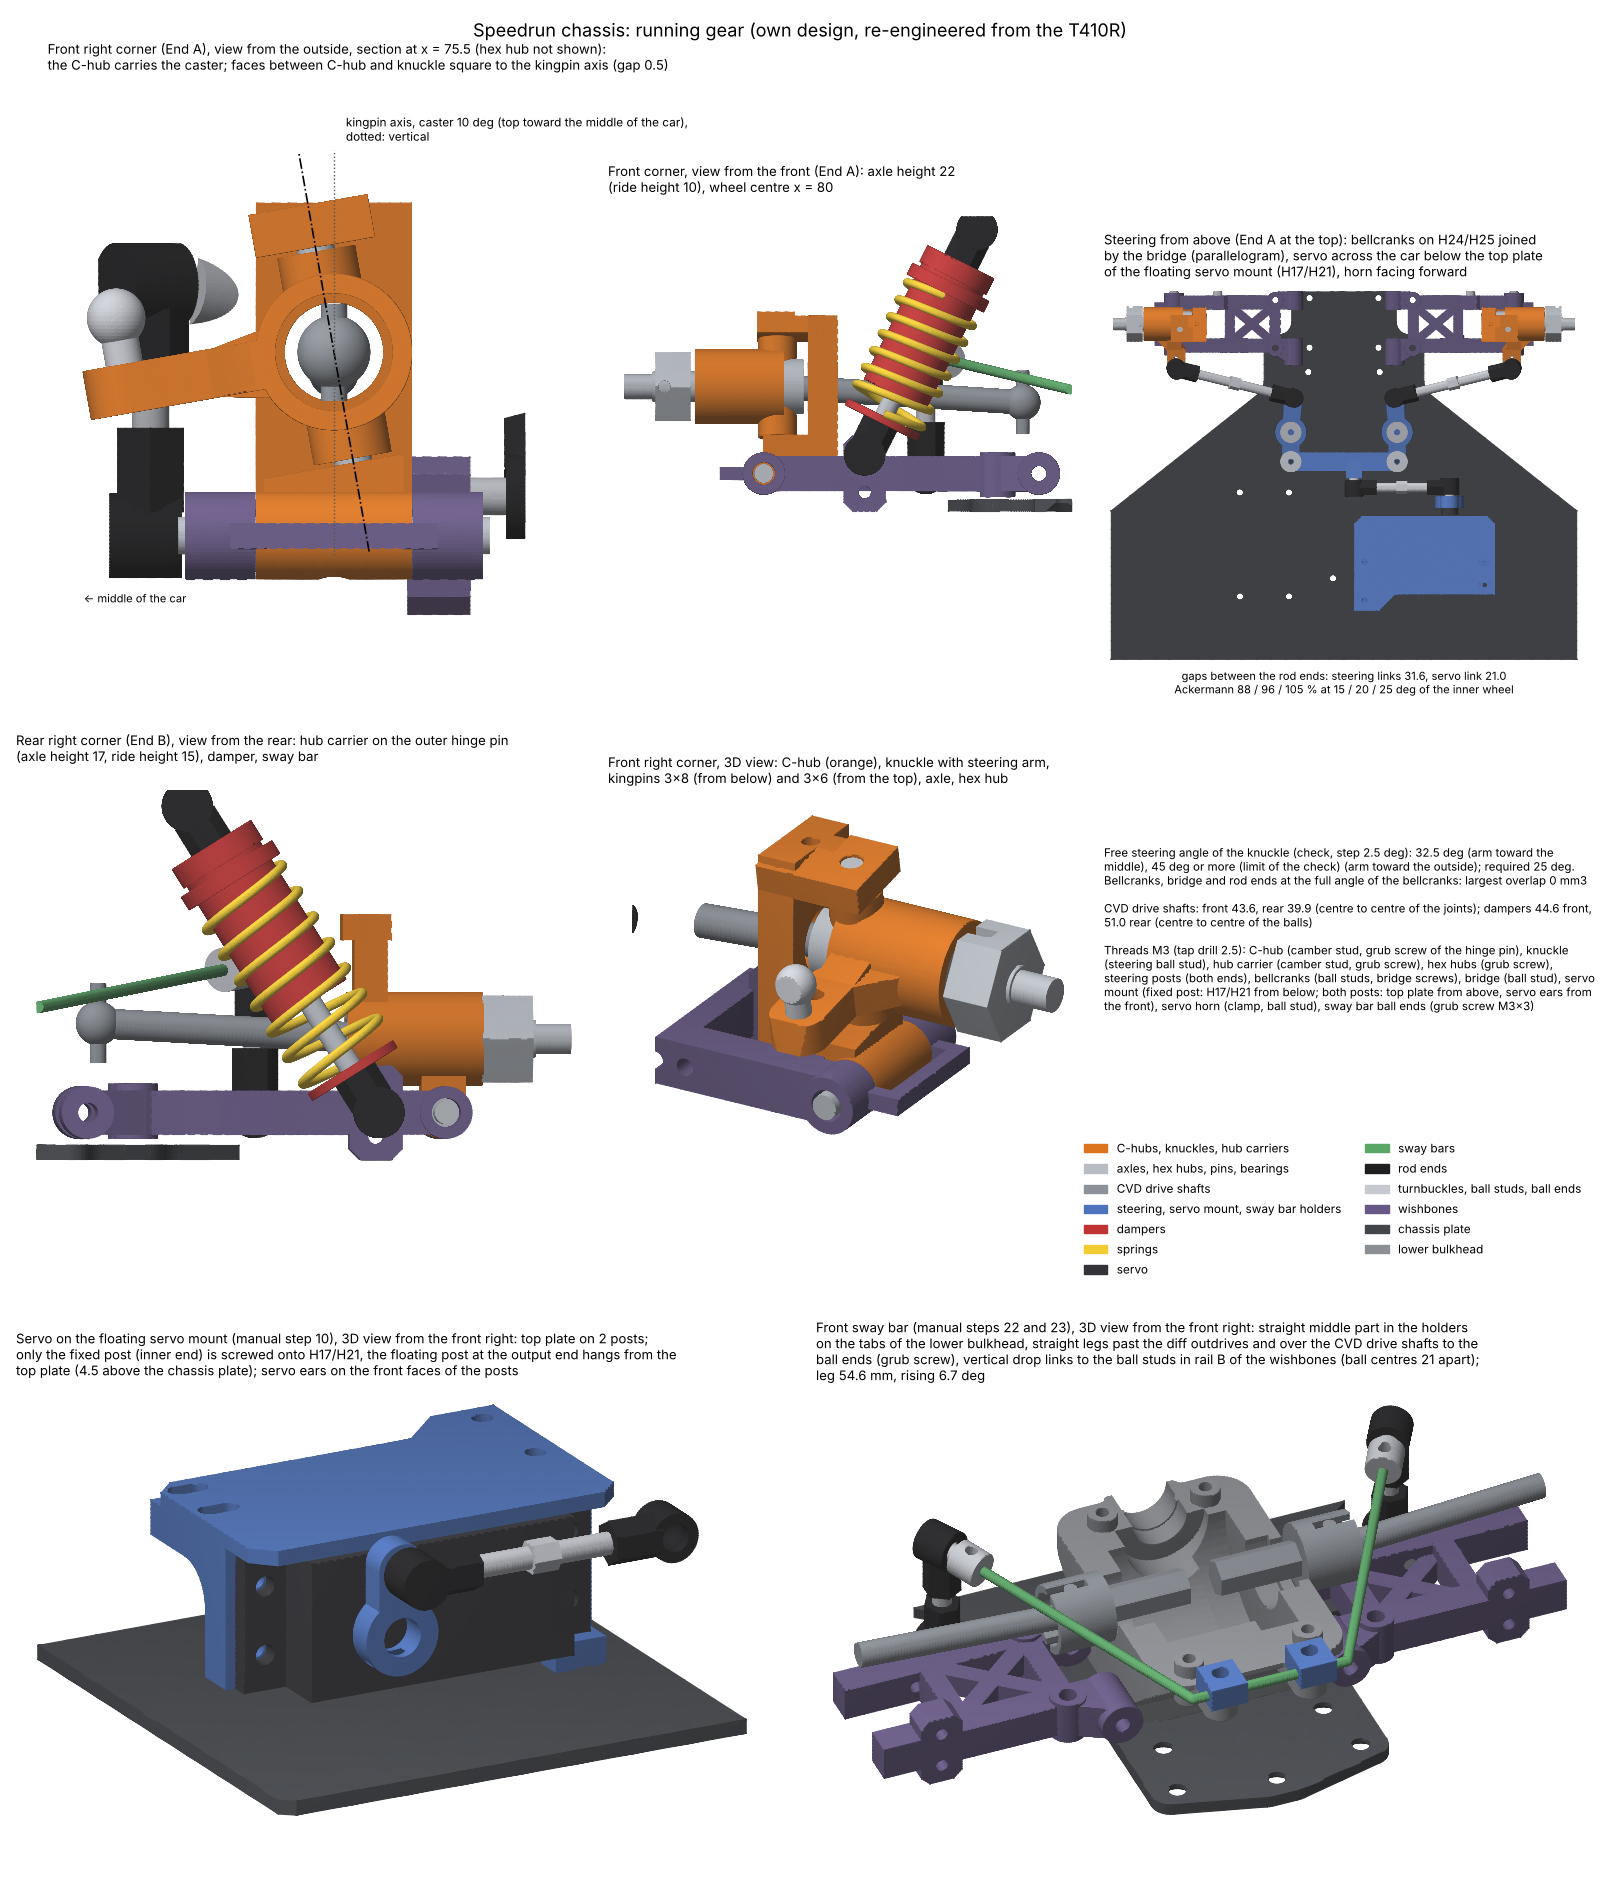 Speedrun chassis: running gear (own design, re-engineered from the T410R)
Front right corner (End A), view from the outside, section at x = 75.5 (hex hub not shown):
the C-hub carries the caster; faces between C-hub and knuckle square to the kingpin axis (gap 0.5)
kingpin axis, caster 10 deg (top toward the middle of the car),
dotted: vertical
← middle of the car
Front corner, view from the front (End A): axle height 22
(ride height 10), wheel centre x = 80
Steering from above (End A at the top): bellcranks on H24/H25 joined
by the bridge (parallelogram), servo across the car below the top plate
of the floating servo mount (H17/H21), horn facing forward
gaps between the rod ends: steering links 31.6, servo link 21.0
Ackermann 88 / 96 / 105 % at 15 / 20 / 25 deg of the inner wheel
Rear right corner (End B), view from the rear: hub carrier on the outer hinge pin
(axle height 17, ride height 15), damper, sway bar
Front right corner, 3D view: C-hub (orange), knuckle with steering arm,
kingpins 3×8 (from below) and 3×6 (from the top), axle, hex hub
Free steering angle of the knuckle (check, step 2.5 deg): 32.5 deg (arm toward the
middle), 45 deg or more (limit of the check) (arm toward the outside); required 25 deg.
Bellcranks, bridge and rod ends at the full angle of the bellcranks: largest overlap 0 mm3
CVD drive shafts: front 43.6, rear 39.9 (centre to centre of the joints); dampers 44.6 front,
51.0 rear (centre to centre of the balls)
Threads M3 (tap drill 2.5): C-hub (camber stud, grub screw of the hinge pin), knuckle
(steering ball stud), hub carrier (camber stud, grub screw), hex hubs (grub screw),
steering posts (both ends), bellcranks (ball studs, bridge screws), bridge (ball stud), servo
mount (fixed post: H17/H21 from below; both posts: top plate from above, servo ears from
the front), servo horn (clamp, ball stud), sway bar ball ends (grub screw M3×3)
C-hubs, knuckles, hub carriers
axles, hex hubs, pins, bearings
CVD drive shafts
steering, servo mount, sway bar holders
dampers
springs
servo
sway bars
rod ends
turnbuckles, ball studs, ball ends
wishbones
chassis plate
lower bulkhead
Servo on the floating servo mount (manual step 10), 3D view from the front right: top plate on 2 posts;
only the fixed post (inner end) is screwed onto H17/H21, the floating post at the output end hangs from the
top plate (4.5 above the chassis plate); servo ears on the front faces of the posts
Front sway bar (manual steps 22 and 23), 3D view from the front right: straight middle part in the holders
on the tabs of the lower bulkhead, straight legs past the diff outdrives and over the CVD drive shafts to the
ball ends (grub screw), vertical drop links to the ball studs in rail B of the wishbones (ball centres 21 apart);
leg 54.6 mm, rising 6.7 deg